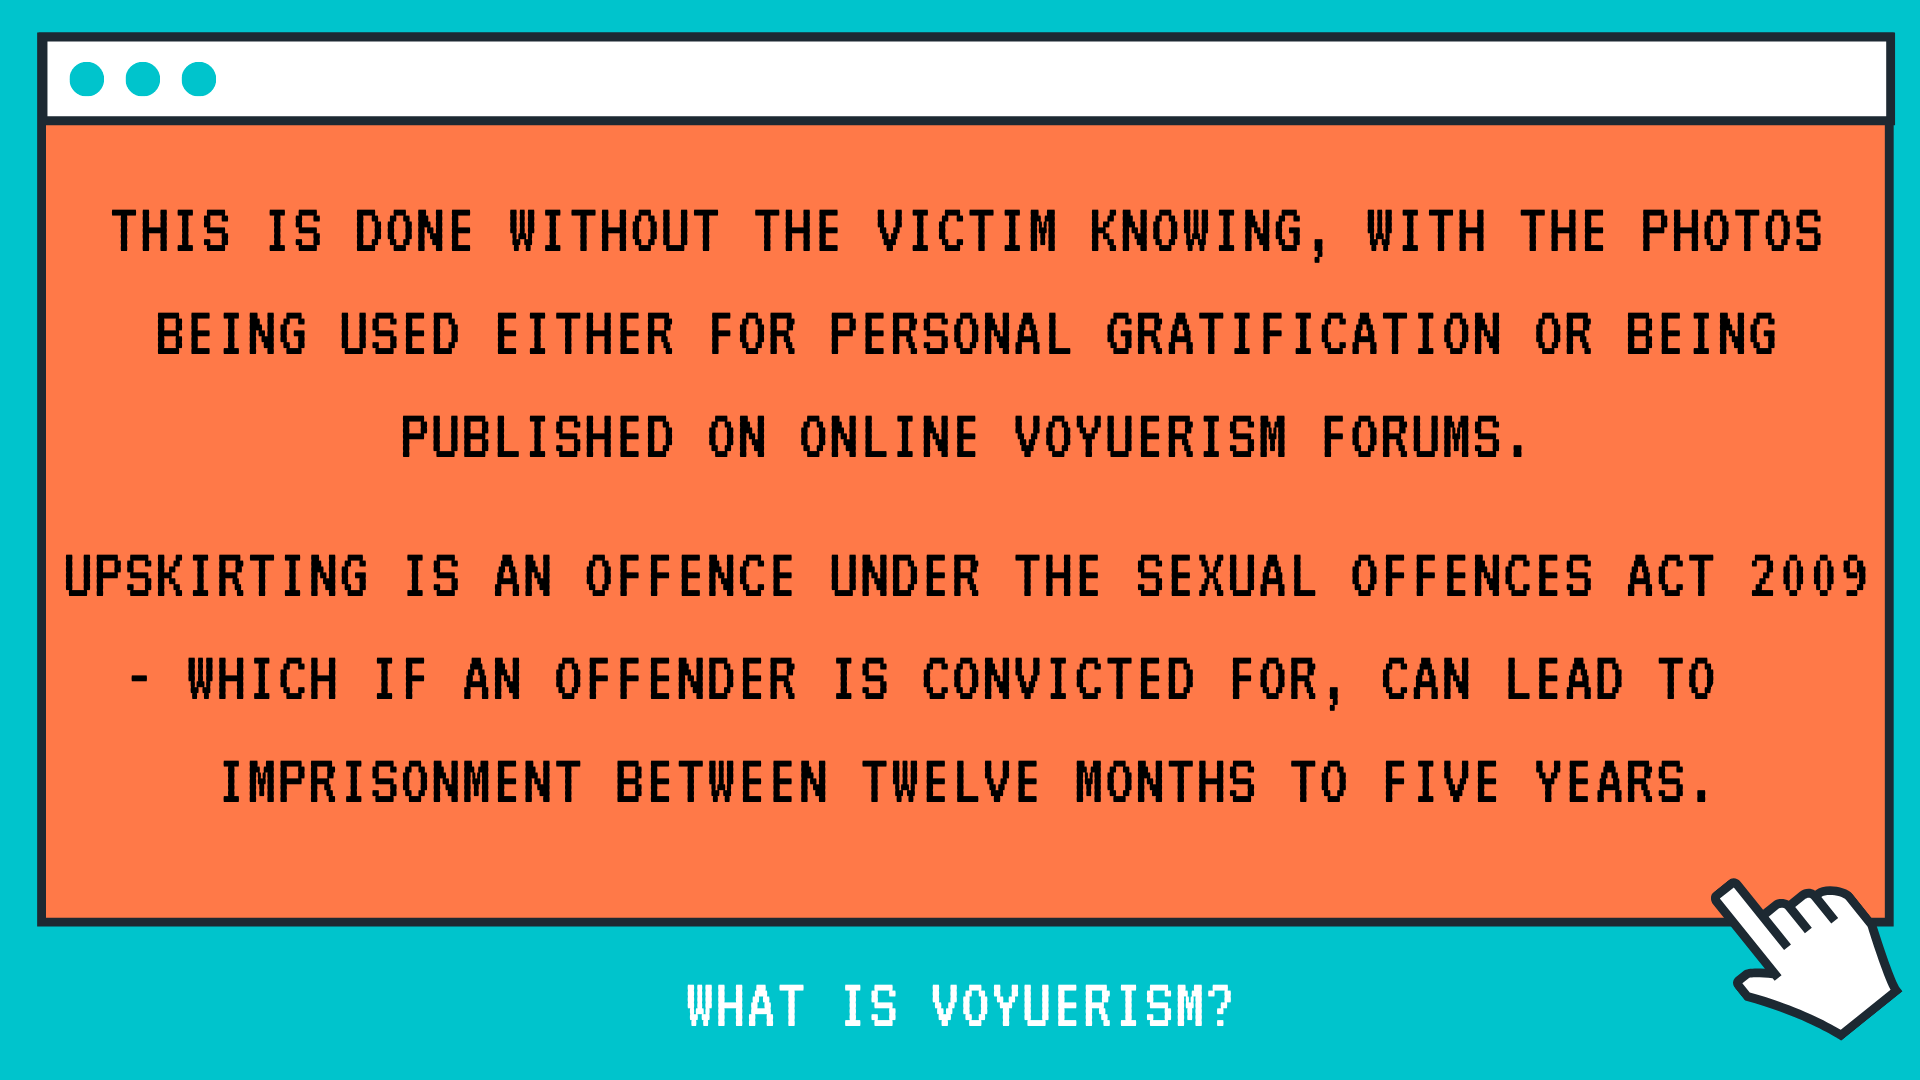 THIS IS DONE WITHOUT THE VICTIM KNOWING, WITH THE PHOTOS
BEING USED EITHER FOR PERSONAL GRATIFICATION OR BEING
PUBLISHED ON ONLINE VOYUERISM FORUMS.
UPSKIRTING IS AN OFFENCE UNDER THE SEXUAL OFFENCES ACT 2009
- WHICH IF AN OFFENDER IS CONVICTED FOR, CAN LEAD TO
IMPRISONMENT BETWEEN TWELVE MONTHS TO FIVE YEARS.
WHAT IS VOYUERISM?